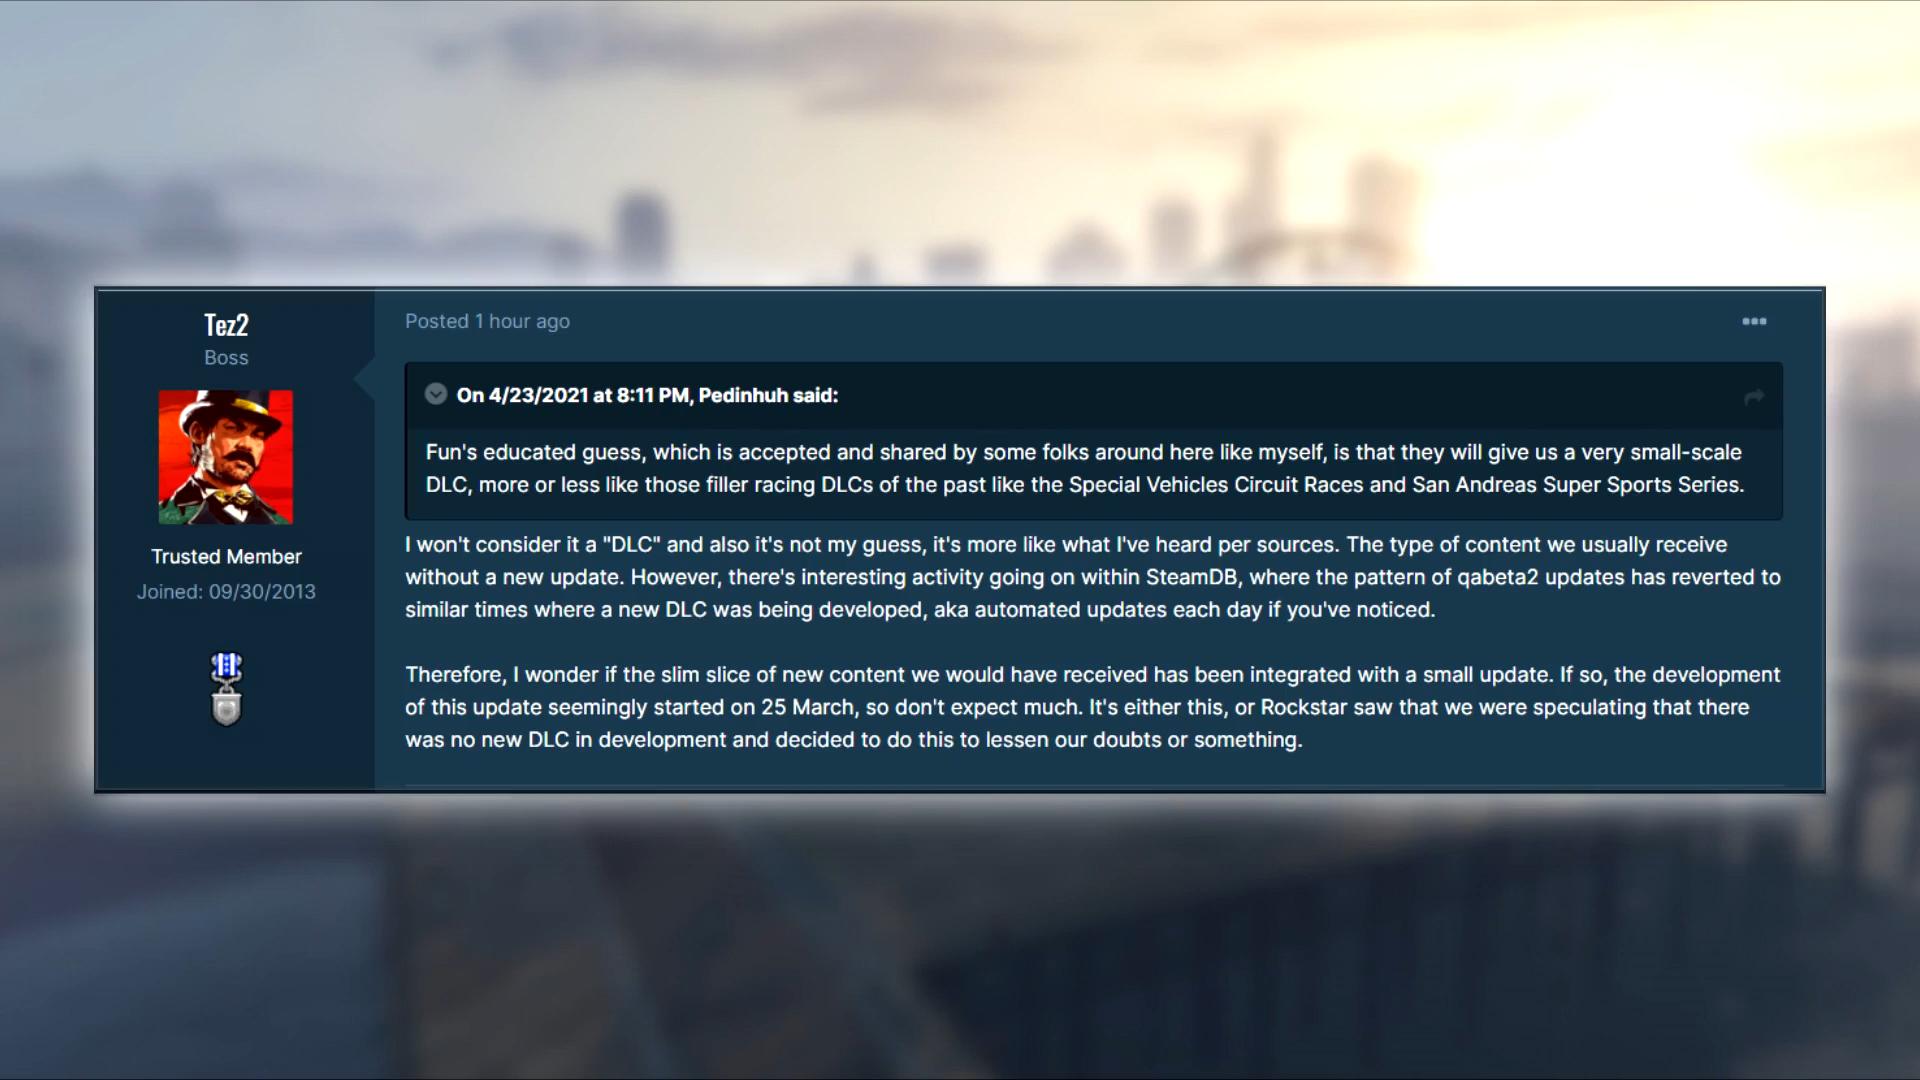 Tez2
Boss
Trusted Member
Joined: 09/30/2013
Posted 1 hour ago
On 4/23/2021 at 8:11 PM, Pedinhuh said:
Fun's educated guess, which is accepted and shared by some folks around here like myself, is that they will give us a very small-scale
DLC, more or less like those filler racing DLCs of the past like the Special Vehicles Circuit Races and San Andreas Super Sports Series.
I won't consider it a "DLC" and also it's not my guess, it's more like what I've heard per sources. The type of content we usually receive
without a new update. However, there's interesting activity going on within SteamDB, where the pattern of qabeta2 updates has reverted to
similar times where a new DLC was being developed, aka automated updates each day if you've noticed.
Therefore, I wonder if the slim slice of new content we would have received has been integrated with a small update. If so, the development
of this update seemingly started on 25 March, so don't expect much. It's either this, or Rockstar saw that we were speculating that there
was no new DLC in development and decided to do this to lessen our doubts or something.